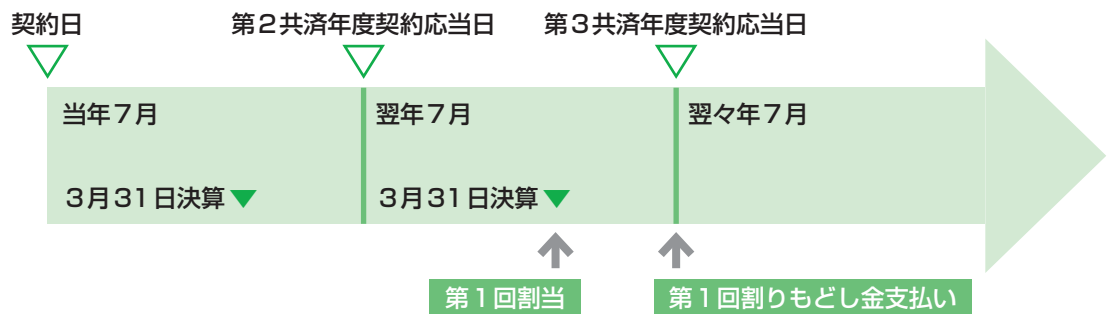 契約日
第2共済年度契約応当日
第3共済年度契約応当日
当年7月
翌年7月
翌々年7月
3月31日決算▼
3月31日決算▼
第1回割当
第1回割りもどし金支払い